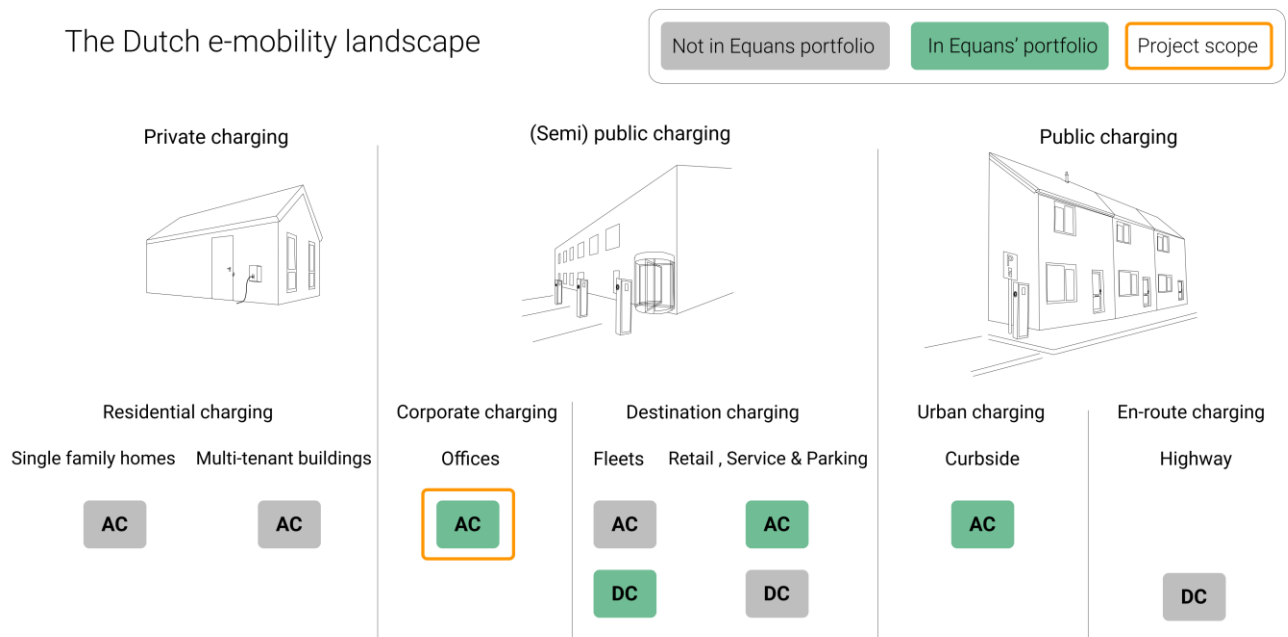 The Dutch e-mobility landscape
Not in Equans portfolio
In Equans’ portfolio
Project scope
Private charging
(Semi) public charging
Public charging
Residential charging
Corporate charging
Destination charging
Urban charging
En-route charging
Single family homes
Multi-tenant buildings
Offices
Fleets
Retail , Service & Parking
Curbside
Highway
AC
AC
AC
AC
AC
AC
DC
DC
DC